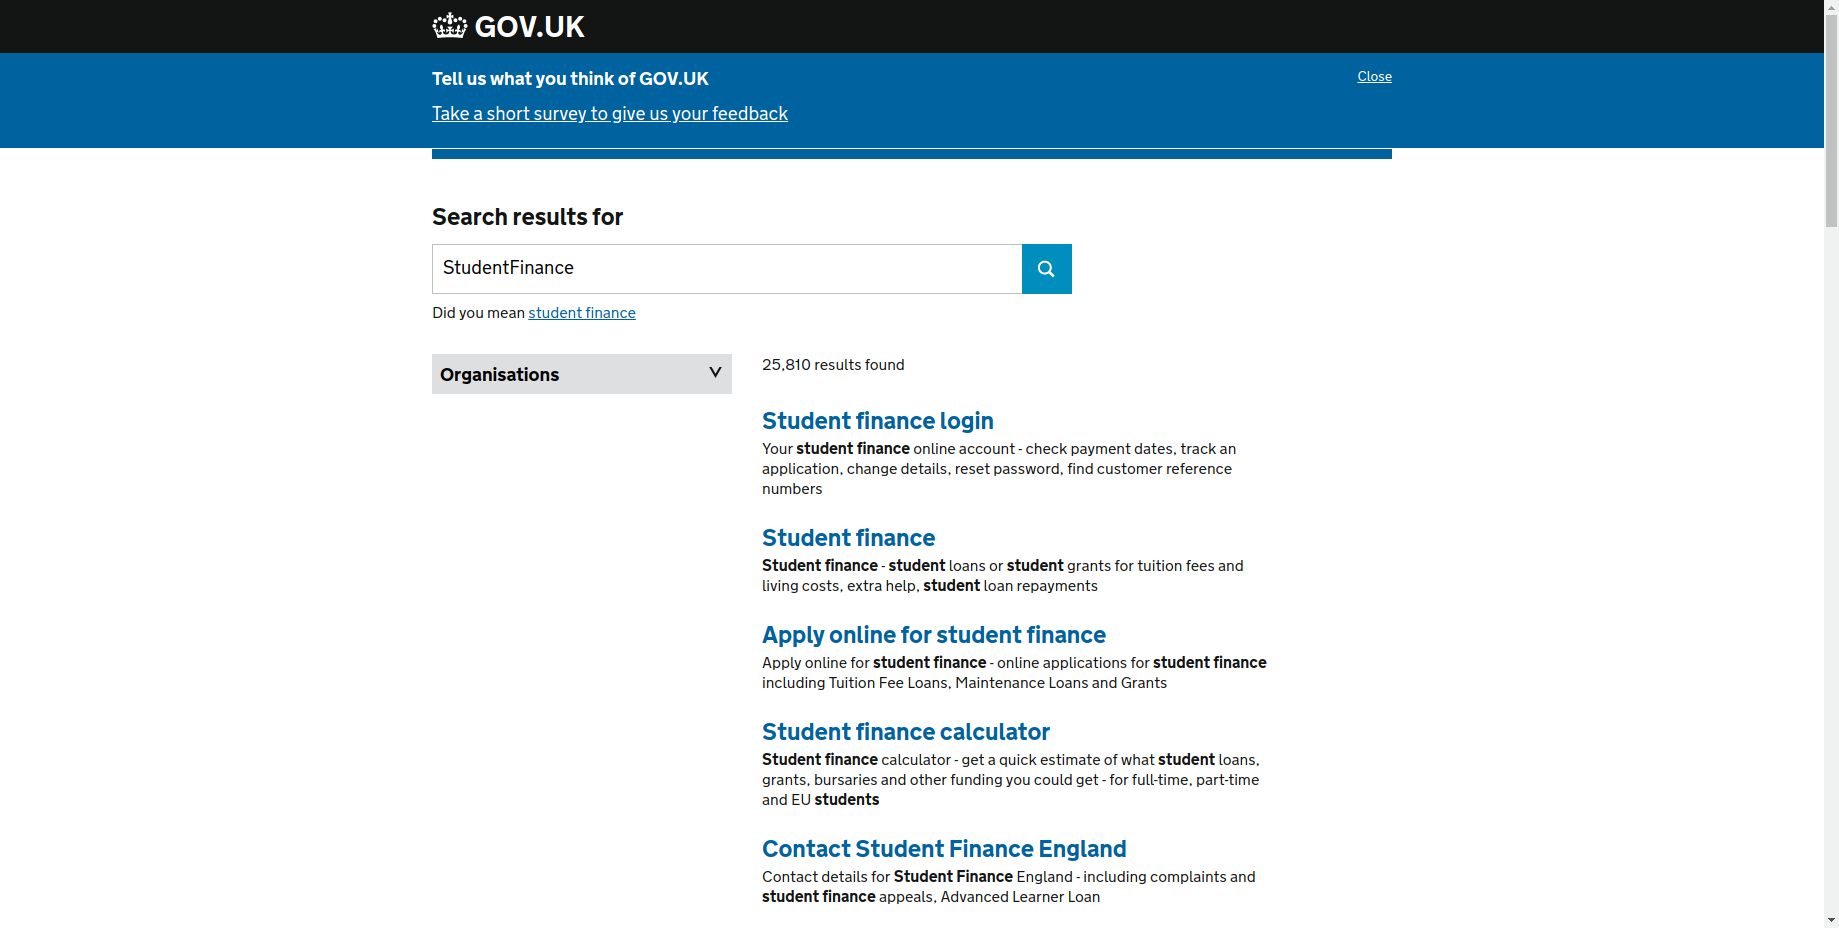 GOV.UK
Tell us what you think of GOV.UK
Close
Take a short survey to give us your feedback
Search results for
StudentFinance
Did you mean student finance
Organisations
25,810 results found
Student finance login
Your student finance online account - check payment dates, track an
application, change details, reset password, find customer reference
numbers
Student finance
Student finance - student loans or student grants for tuition fees and
living costs, extra help, student loan repayments
Apply online for student finance
Apply online for student finance - online applications for student finance
including Tuition Fee Loans, Maintenance Loans and Grants
Student finance calculator
Student finance calculator - get a quick estimate of what student loans,
grants, bursaries and other funding you could get - for full-time, part-time
and EU students
Contact Student Finance England
Contact details for Student Finance England - including complaints and
student finance appeals, Advanced Learner Loan